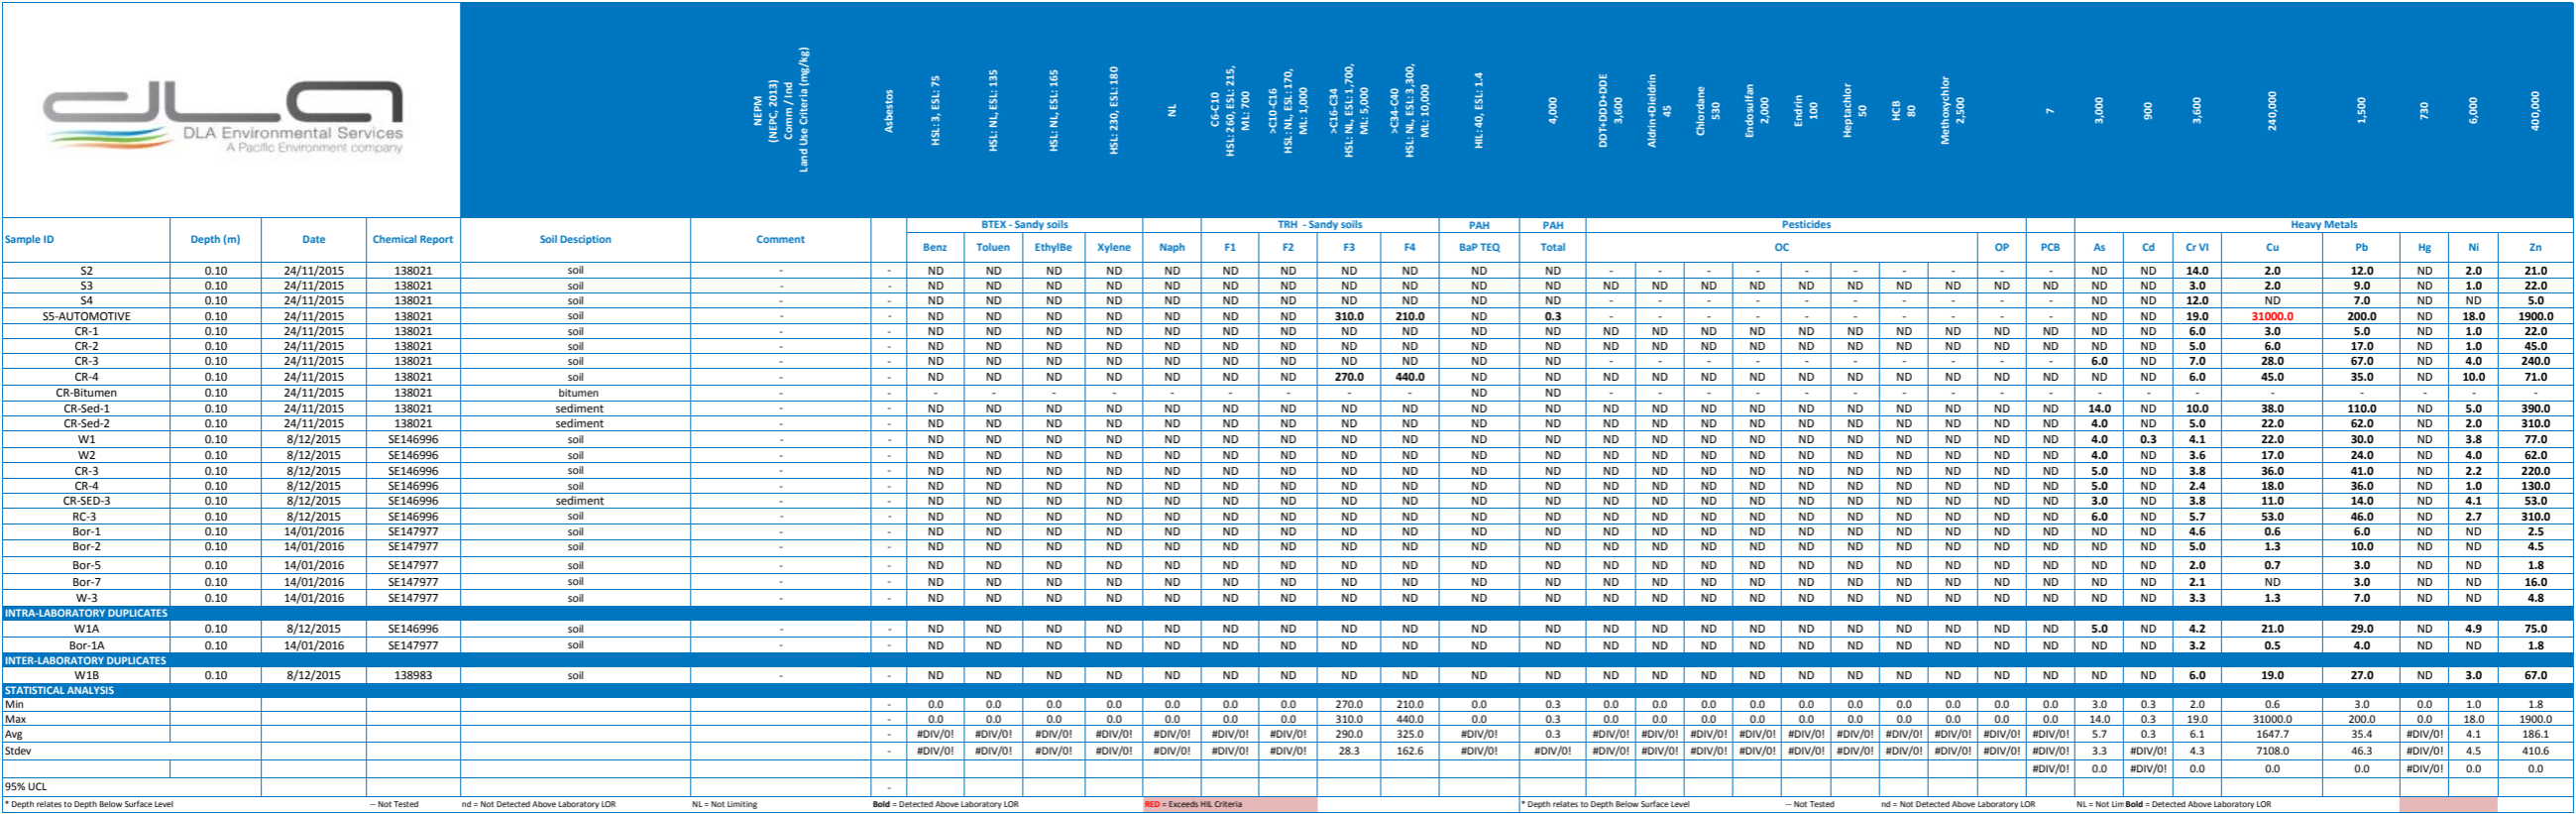 DLA Environmental Services
A Pacific Environment company
NEPM
(NEPC, 2013)
Comm / Ind
Land Use Criteria (mg/kg)
Asbestos
HSL: 3, ESL: 75
HSL: NL, ESL: 135
HSL: NL, ESL: 165
HSL: 230, ESL: 180
NL
C6-C10
HSL: 260, ESL: 215,
ML: 700
>C10-C16
HSL: NL, ESL: 170,
ML: 1,000
>C16-C34
HSL: NL, ESL: 1,700,
ML: 5,000
>C34-C40
HSL: NL, ESL: 3,300,
ML: 10,000
HIL: 40, ESL: 1.4
4,000
DDT+DDD+DDE
3,600
Aldrin+Dieldrin
45
Chlordane
530
Endosulfan
2,000
Endrin
100
Heptachlor
50
HCB
80
Methoxychlor
2,500
7
3,000
900
3,600
240,000
1,500
730
6,000
400,000
BTEX - Sandy soils TRH - Sandy soils PAH PAH Pesticides Heavy Metals
Sample ID Depth (m) Date Chemical Report Soil Desciption Comment Benz Toluen EthylBe Xylene Naph F1 F2 F3 F4 BaP TEQ Total OC OP PCB As Cd Cr VI Cu Pb Hg Ni Zn
S2 0.10 24/11/2015 138021 soil - - ND ND ND ND ND ND ND ND ND ND ND - - - - - - - - - - ND ND 14.0 2.0 12.0 ND 2.0 21.0
S3 0.10 24/11/2015 138021 soil - - ND ND ND ND ND ND ND ND ND ND ND ND ND ND ND ND ND ND ND ND ND ND ND 3.0 2.0 9.0 ND 1.0 22.0
S4 0.10 24/11/2015 138021 soil - - ND ND ND ND ND ND ND ND ND ND ND - - - - - - - - - - ND ND 12.0 ND 7.0 ND ND 5.0
S5-AUTOMOTIVE 0.10 24/11/2015 138021 soil - - ND ND ND ND ND ND ND 310.0 210.0 ND 0.3 - - - - - - - - - - ND ND 19.0 31000.0 200.0 ND 18.0 1900.0
CR-1 0.10 24/11/2015 138021 soil - - ND ND ND ND ND ND ND ND ND ND ND ND ND ND ND ND ND ND ND ND ND ND ND 6.0 3.0 5.0 ND 1.0 22.0
CR-2 0.10 24/11/2015 138021 soil - - ND ND ND ND ND ND ND ND ND ND ND ND ND ND ND ND ND ND ND ND ND ND ND 5.0 6.0 17.0 ND 1.0 45.0
CR-3 0.10 24/11/2015 138021 soil - - ND ND ND ND ND ND ND ND ND ND ND - - - - - - - - - - 6.0 ND 7.0 28.0 67.0 ND 4.0 240.0
CR-4 0.10 24/11/2015 138021 soil - - ND ND ND ND ND ND ND 270.0 440.0 ND ND ND ND ND ND ND ND ND ND ND ND ND ND 6.0 45.0 35.0 ND 10.0 71.0
CR-Bitumen 0.10 24/11/2015 138021 bitumen - - - - - - - - - - - ND ND - - - - - - - - - - - - - - - - - -
CR-Sed-1 0.10 24/11/2015 138021 sediment - - ND ND ND ND ND ND ND ND ND ND ND ND ND ND ND ND ND ND ND ND ND 14.0 ND 10.0 38.0 110.0 ND 5.0 390.0
CR-Sed-2 0.10 24/11/2015 138021 sediment - - ND ND ND ND ND ND ND ND ND ND ND ND ND ND ND ND ND ND ND ND ND 4.0 ND 5.0 22.0 62.0 ND 2.0 310.0
W1 0.10 8/12/2015 SE146996 soil - - ND ND ND ND ND ND ND ND ND ND ND ND ND ND ND ND ND ND ND ND ND 4.0 0.3 4.1 22.0 30.0 ND 3.8 77.0
W2 0.10 8/12/2015 SE146996 soil - - ND ND ND ND ND ND ND ND ND ND ND ND ND ND ND ND ND ND ND ND ND 4.0 ND 3.6 17.0 24.0 ND 4.0 62.0
CR-3 0.10 8/12/2015 SE146996 soil - - ND ND ND ND ND ND ND ND ND ND ND ND ND ND ND ND ND ND ND ND ND 5.0 ND 3.8 36.0 41.0 ND 2.2 220.0
CR-4 0.10 8/12/2015 SE146996 soil - - ND ND ND ND ND ND ND ND ND ND ND ND ND ND ND ND ND ND ND ND ND 5.0 ND 2.4 18.0 36.0 ND 1.0 130.0
CR-SED-3 0.10 8/12/2015 SE146996 sediment - - ND ND ND ND ND ND ND ND ND ND ND ND ND ND ND ND ND ND ND ND ND 3.0 ND 3.8 11.0 14.0 ND 4.1 53.0
RC-3 0.10 8/12/2015 SE146996 soil - - ND ND ND ND ND ND ND ND ND ND ND ND ND ND ND ND ND ND ND ND ND 6.0 ND 5.7 53.0 46.0 ND 2.7 310.0
Bor-1 0.10 14/01/2016 SE147977 soil - - ND ND ND ND ND ND ND ND ND ND ND ND ND ND ND ND ND ND ND ND ND ND ND 4.6 0.6 6.0 ND ND 2.5
Bor-2 0.10 14/01/2016 SE147977 soil - - ND ND ND ND ND ND ND ND ND ND ND ND ND ND ND ND ND ND ND ND ND ND ND 5.0 1.3 10.0 ND ND 4.5
Bor-5 0.10 14/01/2016 SE147977 soil - - ND ND ND ND ND ND ND ND ND ND ND ND ND ND ND ND ND ND ND ND ND ND ND 2.0 0.7 3.0 ND ND 1.8
Bor-7 0.10 14/01/2016 SE147977 soil - - ND ND ND ND ND ND ND ND ND ND ND ND ND ND ND ND ND ND ND ND ND ND ND 2.1 ND 3.0 ND ND 16.0
W-3 0.10 14/01/2016 SE147977 soil - - ND ND ND ND ND ND ND ND ND ND ND ND ND ND ND ND ND ND ND ND ND ND ND 3.3 1.3 7.0 ND ND 4.8
INTRA-LABORATORY DUPLICATES
W1A 0.10 8/12/2015 SE146996 soil - - ND ND ND ND ND ND ND ND ND ND ND ND ND ND ND ND ND ND ND ND ND 5.0 ND 4.2 21.0 29.0 ND 4.9 75.0
Bor-1A 0.10 14/01/2016 SE147977 soil - - ND ND ND ND ND ND ND ND ND ND ND ND ND ND ND ND ND ND ND ND ND ND ND 3.2 0.5 4.0 ND ND 1.8
INTER-LABORATORY DUPLICATES
W1B 0.10 8/12/2015 138983 soil - - ND ND ND ND ND ND ND ND ND ND ND ND ND ND ND ND ND ND ND ND ND ND ND 6.0 19.0 27.0 ND 3.0 67.0
STATISTICAL ANALYSIS
Min - 0.0 0.0 0.0 0.0 0.0 0.0 0.0 270.0 210.0 0.0 0.3 0.0 0.0 0.0 0.0 0.0 0.0 0.0 0.0 0.0 0.0 3.0 0.3 2.0 0.6 3.0 0.0 1.0 1.8
Max - 0.0 0.0 0.0 0.0 0.0 0.0 0.0 310.0 440.0 0.0 0.3 0.0 0.0 0.0 0.0 0.0 0.0 0.0 0.0 0.0 0.0 14.0 0.3 19.0 31000.0 200.0 0.0 18.0 1900.0
Avg - #DIV/0! #DIV/0! #DIV/0! #DIV/0! #DIV/0! #DIV/0! #DIV/0! 290.0 325.0 #DIV/0! 0.3 #DIV/0! #DIV/0! #DIV/0! #DIV/0! #DIV/0! #DIV/0! #DIV/0! #DIV/0! #DIV/0! #DIV/0! 5.7 0.3 6.1 1647.7 35.4 #DIV/0! 4.1 186.1
Stdev - #DIV/0! #DIV/0! #DIV/0! #DIV/0! #DIV/0! #DIV/0! #DIV/0! 28.3 162.6 #DIV/0! #DIV/0! #DIV/0! #DIV/0! #DIV/0! #DIV/0! #DIV/0! #DIV/0! #DIV/0! #DIV/0! #DIV/0! #DIV/0! 3.3 #DIV/0! 4.3 7108.0 46.3 #DIV/0! 4.5 410.6
#DIV/0! 0.0 #DIV/0! 0.0 0.0 0.0 #DIV/0! 0.0 0.0
95% UCL -
* Depth relates to Depth Below Surface Level -- Not Tested nd = Not Detected Above Laboratory LOR NL = Not Limiting Bold = Detected Above Laboratory LOR RED = Exceeds HIL Criteria * Depth relates to Depth Below Surface Level -- Not Tested nd = Not Detected Above Laboratory LOR NL = Not Lim Bold = Detected Above Laboratory LOR